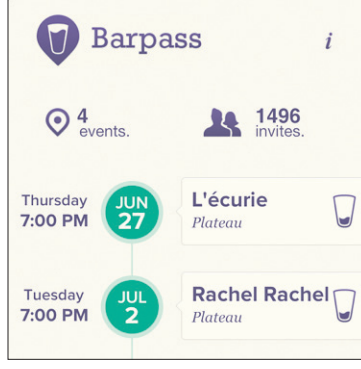 Barpass
i
4
events.
1496
invites.
Thursday
7:00 PM
JUN
27
L'écurie
Plateau
Tuesday
7:00 PM
JUL
2
Rachel Rachel
Plateau